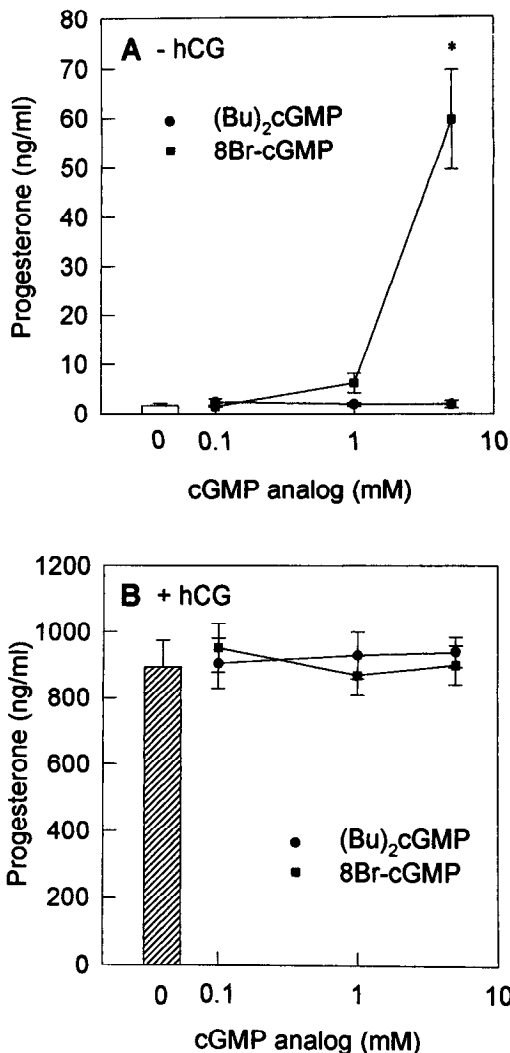 A - hCG
*
(Bu)₂cGMP
8Br-cGMP
Progesterone (ng/ml)
80
70
60
50
40
30
20
10
0
0 0.1 1 10
cGMP analog (mM)
B + hCG
Progesterone (ng/ml)
1200
1000
800
600
400
200
0
(Bu)₂cGMP
8Br-cGMP
0 0.1 1 10
cGMP analog (mM)